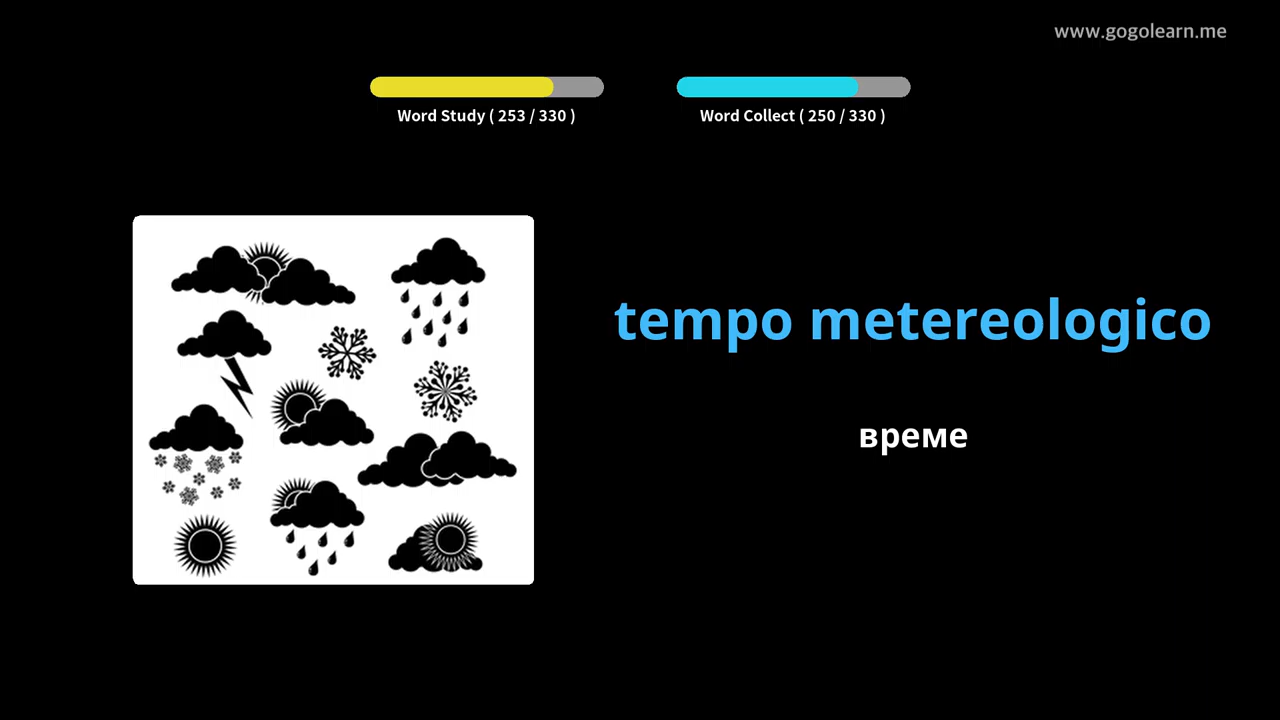 www.gogolearn.me
Word Study ( 253 / 330 )
Word Collect ( 250 / 330 )
tempo metereologico
време